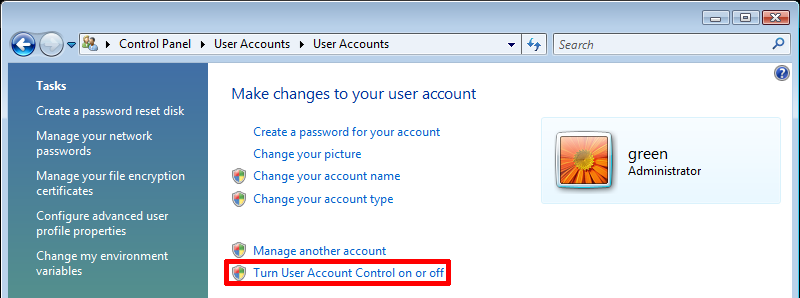 Control Panel ▸ User Accounts ▸ User Accounts
Search
Tasks
Create a password reset disk
Manage your network
passwords
Manage your file encryption
certificates
Configure advanced user
profile properties
Change my environment
variables
Make changes to your user account
Create a password for your account
Change your picture
Change your account name
Change your account type
Manage another account
Turn User Account Control on or off
green
Administrator